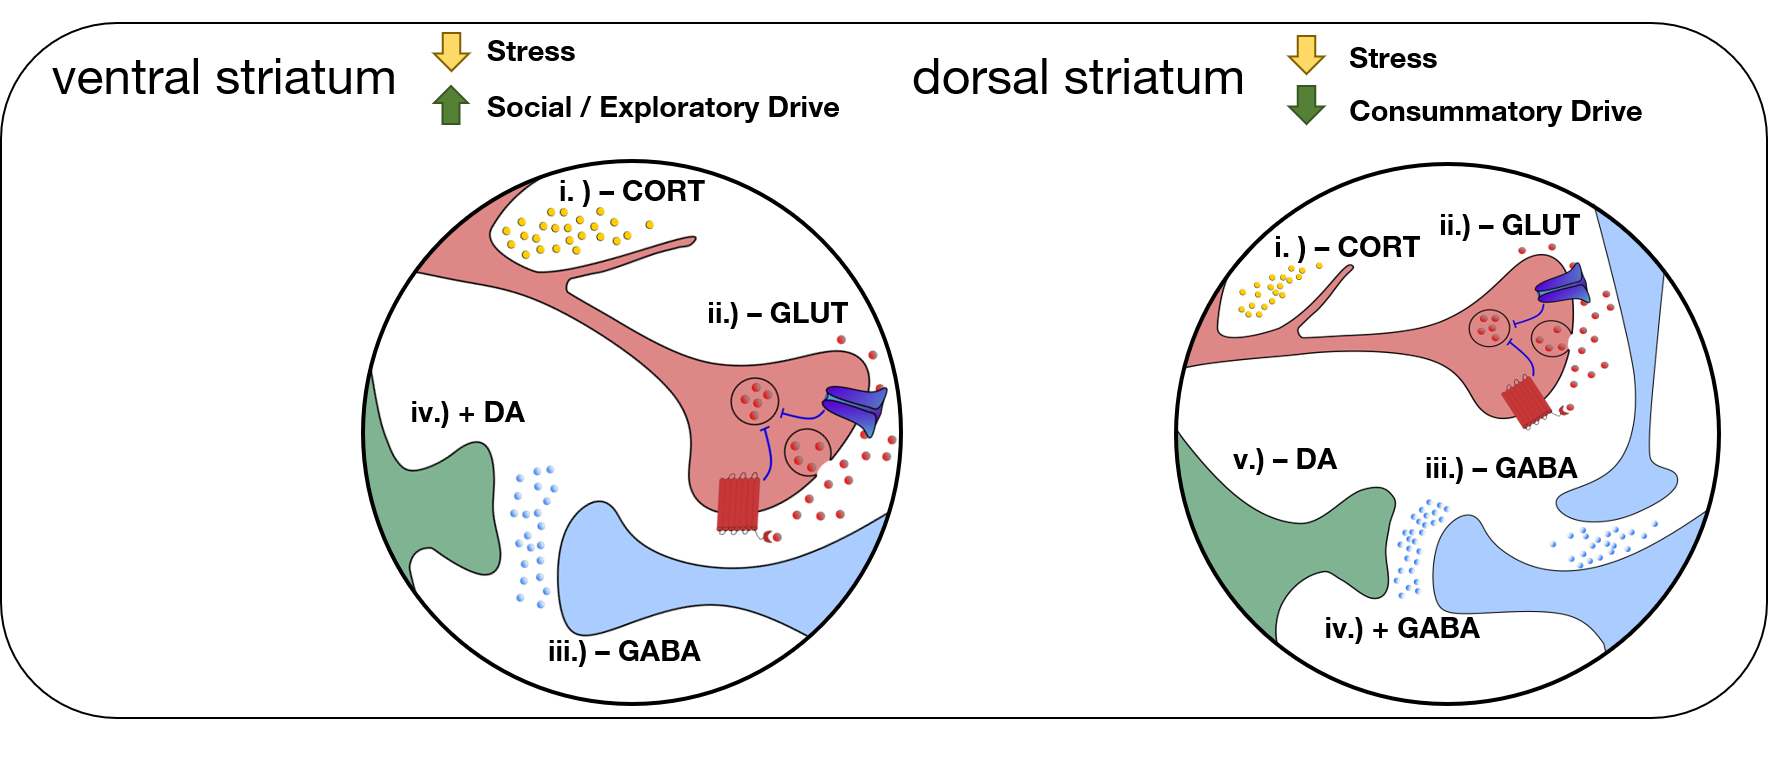 ventral striatum
Stress
Social / Exploratory Drive
i. ) – CORT
ii.) – GLUT
iv.) + DA
iii.) – GABA
dorsal striatum
Stress
Consummatory Drive
ii.) – GLUT
i. ) – CORT
v.) – DA
iii.) – GABA
iv.) + GABA